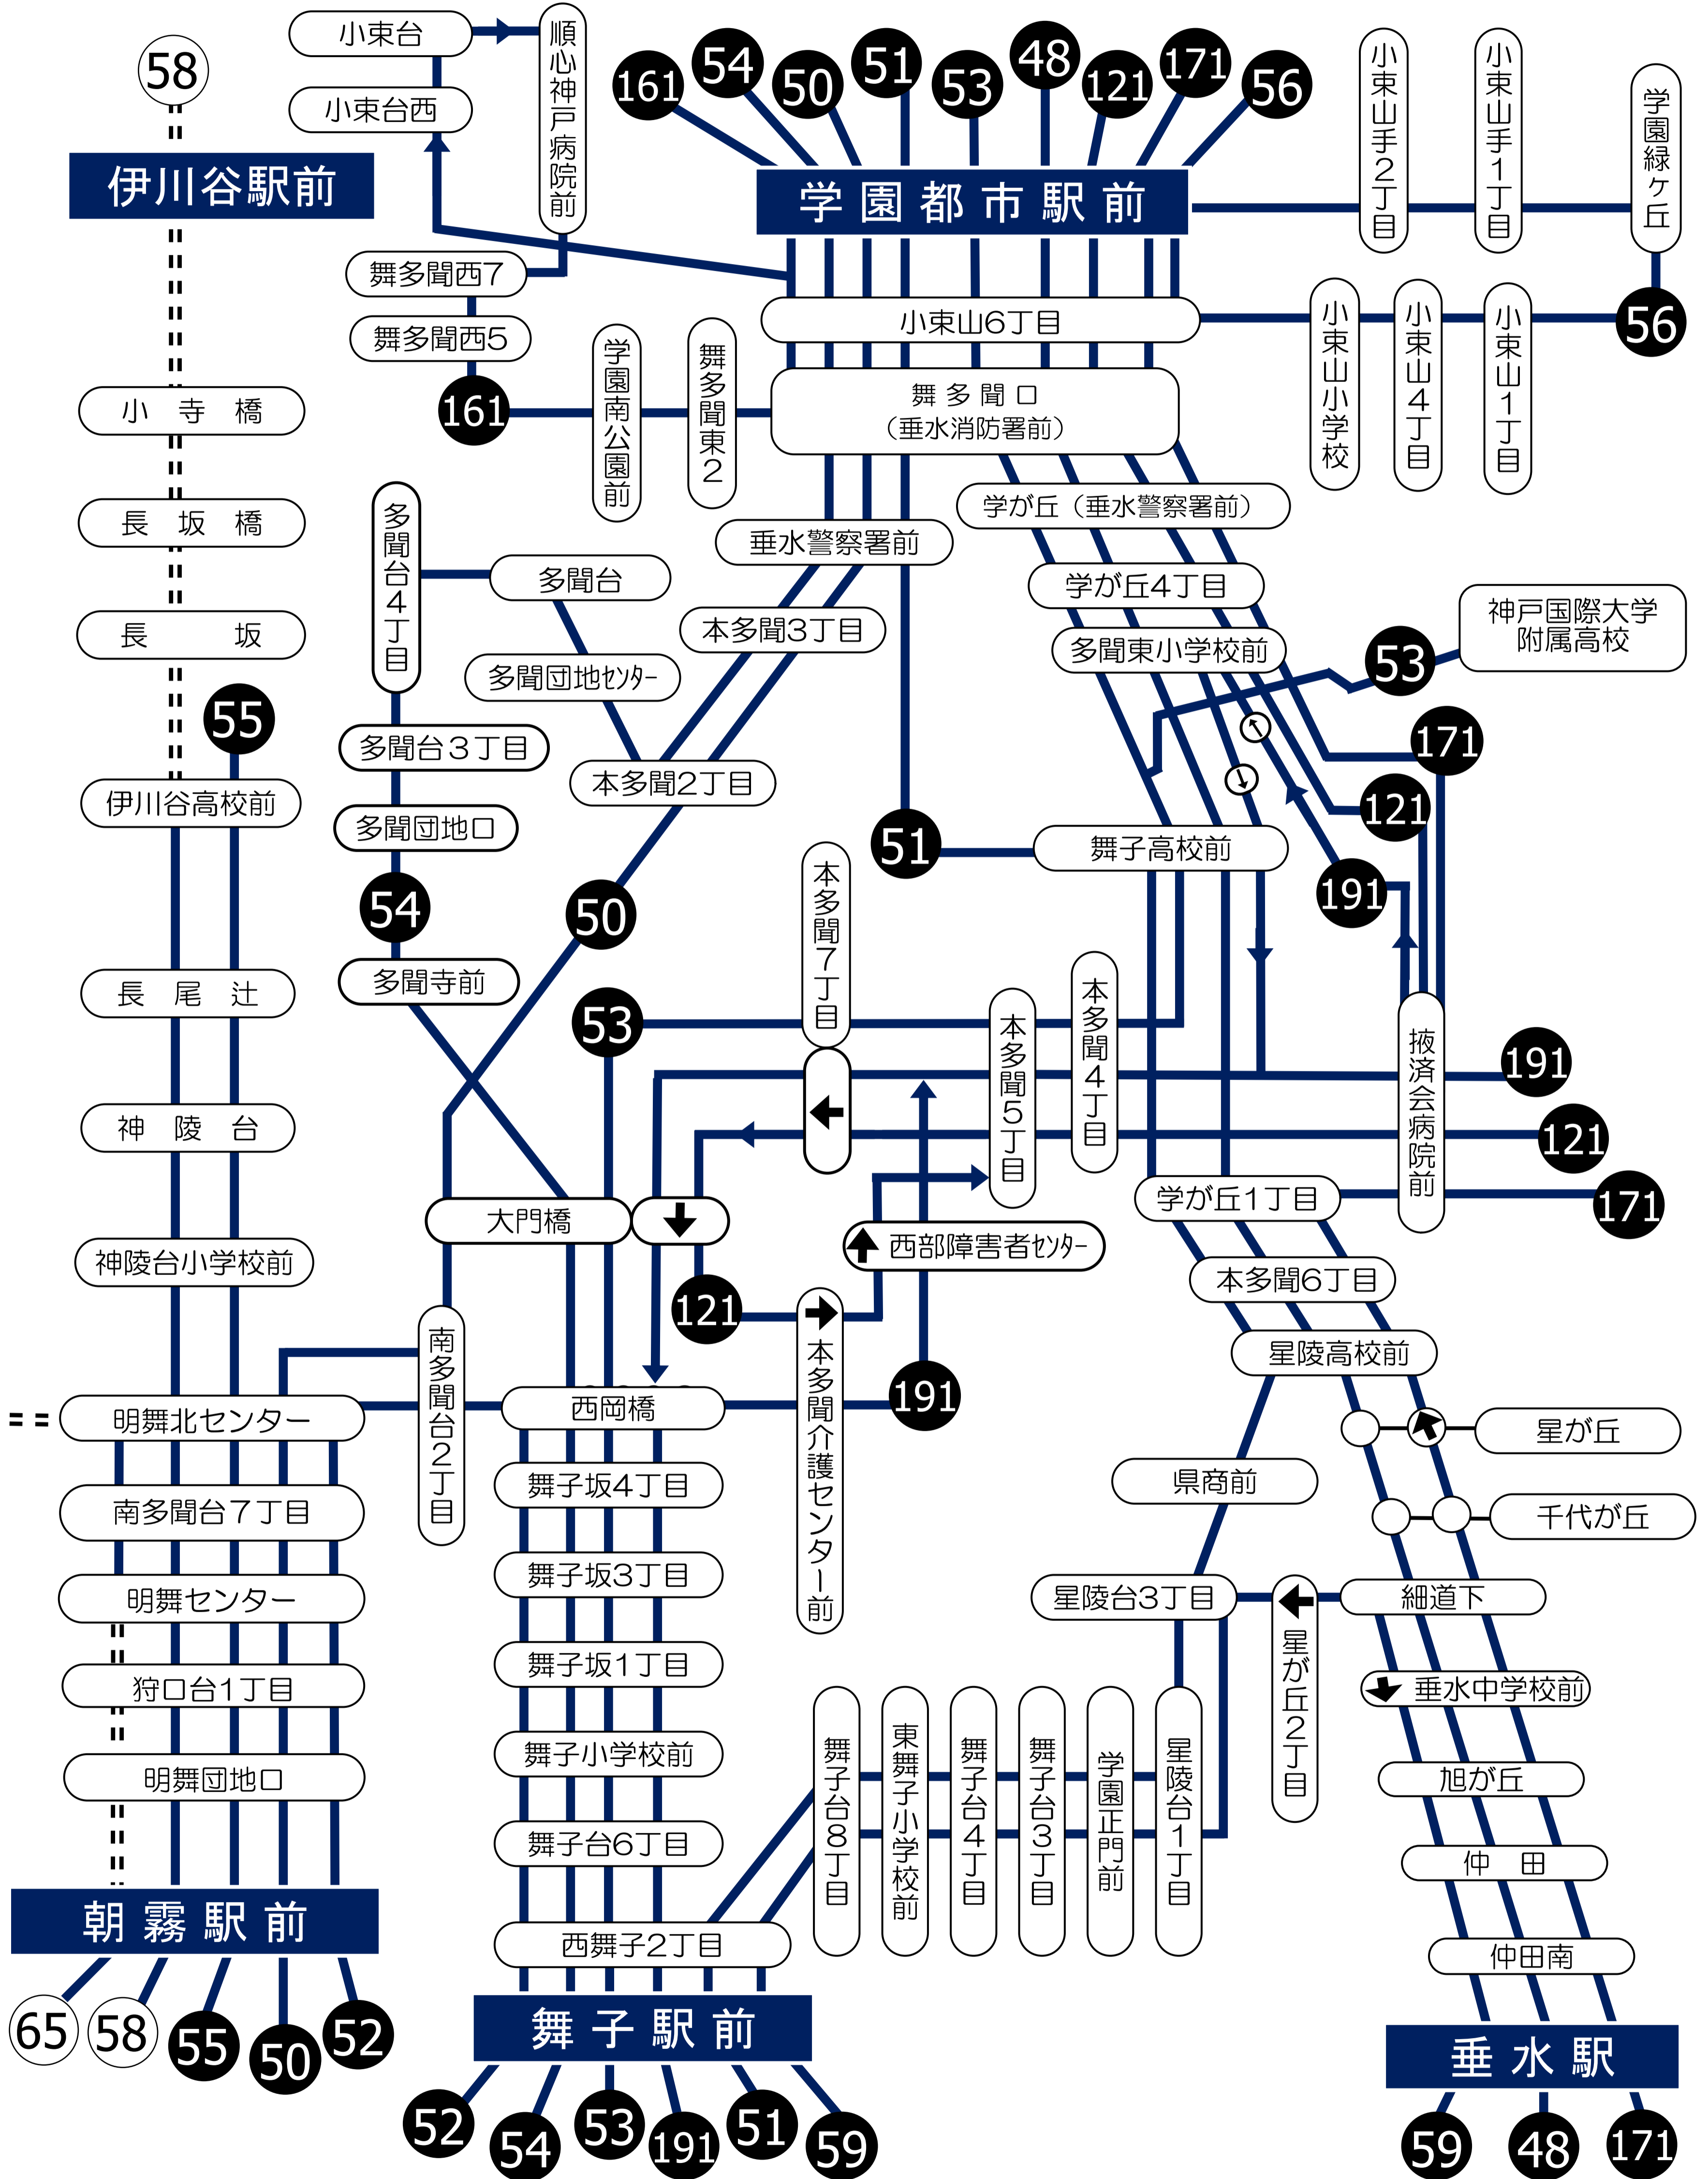 58
伊川谷駅前
小寺橋
長坂橋
長坂
55
伊川谷高校前
長尾辻
神陵台
神陵台小学校前
明舞北センター
南多聞台7丁目
明舞センター
狩口台1丁目
明舞団地口
朝霧駅前
65
58
55
50
52
小束台
小束台西
順心神戸病院前
舞多聞西7
舞多聞西5
161
学園南公園前
舞多聞東2
161
54
50
51
53
48
121
171
56
学園都市駅前
小束山手2丁目
小束山手1丁目
学園緑ヶ丘
小束山6丁目
小束山小学校
小束山4丁目
小束山1丁目
56
舞多聞口
（垂水消防署前）
垂水警察署前
学が丘（垂水警察署前）
多聞台4丁目
多聞台
多聞団地ｾﾝﾀｰ
本多聞3丁目
本多聞2丁目
多聞台3丁目
多聞団地口
54
多聞寺前
50
51
学が丘4丁目
多聞東小学校前
神戸国際大学
附属高校
53
171
121
191
舞子高校前
本多聞7丁目
本多聞5丁目
本多聞4丁目
掖済会病院前
53
191
121
171
大門橋
西部障害者ｾﾝﾀｰ
121
本多聞介護センター前
191
南多聞台2丁目
西岡橋
舞子坂4丁目
舞子坂3丁目
舞子坂1丁目
舞子小学校前
舞子台6丁目
西舞子2丁目
舞子駅前
52
54
53
191
51
59
学が丘1丁目
本多聞6丁目
星陵高校前
県商前
星陵台3丁目
星が丘2丁目
星が丘
千代が丘
細道下
垂水中学校前
旭が丘
仲田
仲田南
舞子台8丁目
東舞子小学校前
舞子台4丁目
舞子台3丁目
学園正門前
星陵台1丁目
垂水駅
59
48
171